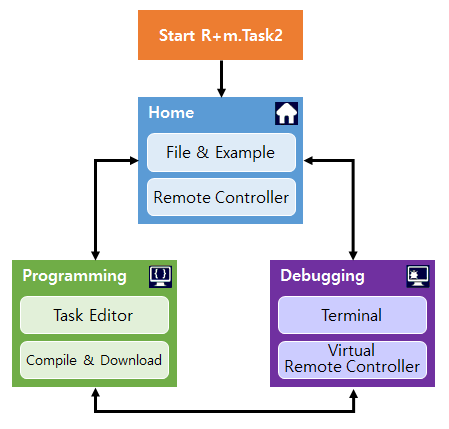 Start R+m.Task2
Home
File & Example
Remote Controller
Programming
{ }
Task Editor
Compile & Download
Debugging
Terminal
Virtual
Remote Controller